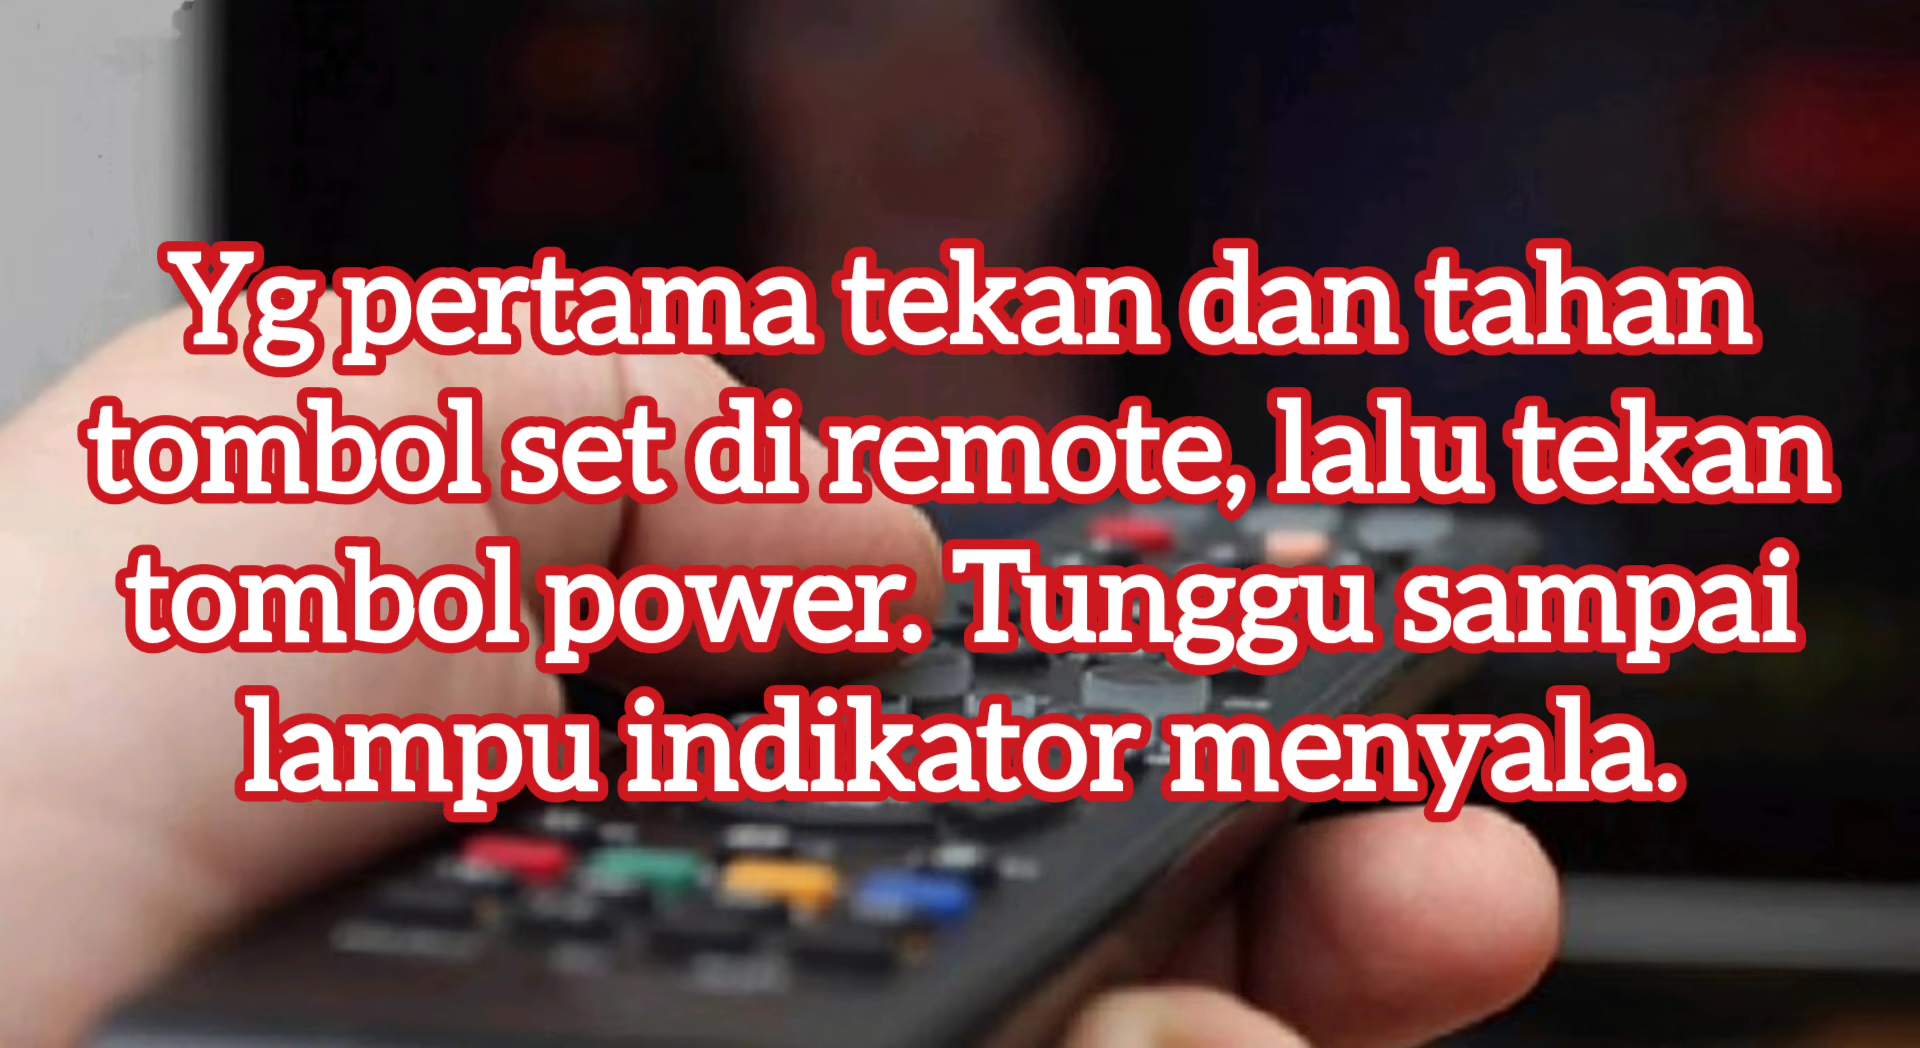 Yg pertama tekan dan tahan
tombol set di remote, lalu tekan
tombol power. Tunggu sampai
lampu indikator menyala.